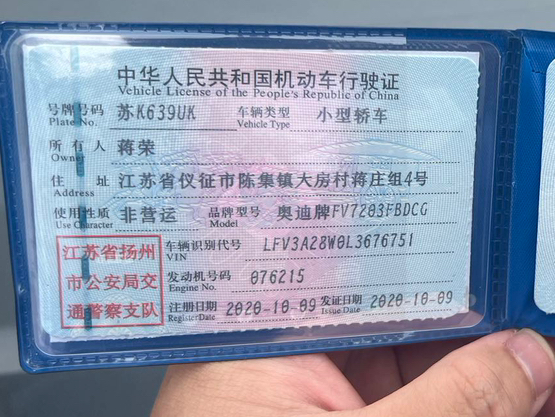 中华人民共和国机动车行驶证
Vehicle License of the People's Republic of China
号牌号码 苏K639UK 车辆类型 小型轿车
Plate No. Vehicle Type
所有人 蒋荣
Owner
住址 江苏省仪征市陈集镇大房村蒋庄组4号
Address
使用性质 非营运 品牌型号 奥迪牌FV7203FBDCG
Use Character Model
江苏省扬州
市公安局交
通警察支队
车辆识别代号 LFV3A28W0L3676751
VIN
发动机号码 076215
Engine No.
注册日期 2020-10-09 发证日期 2020-10-09
Register Date Issue Date